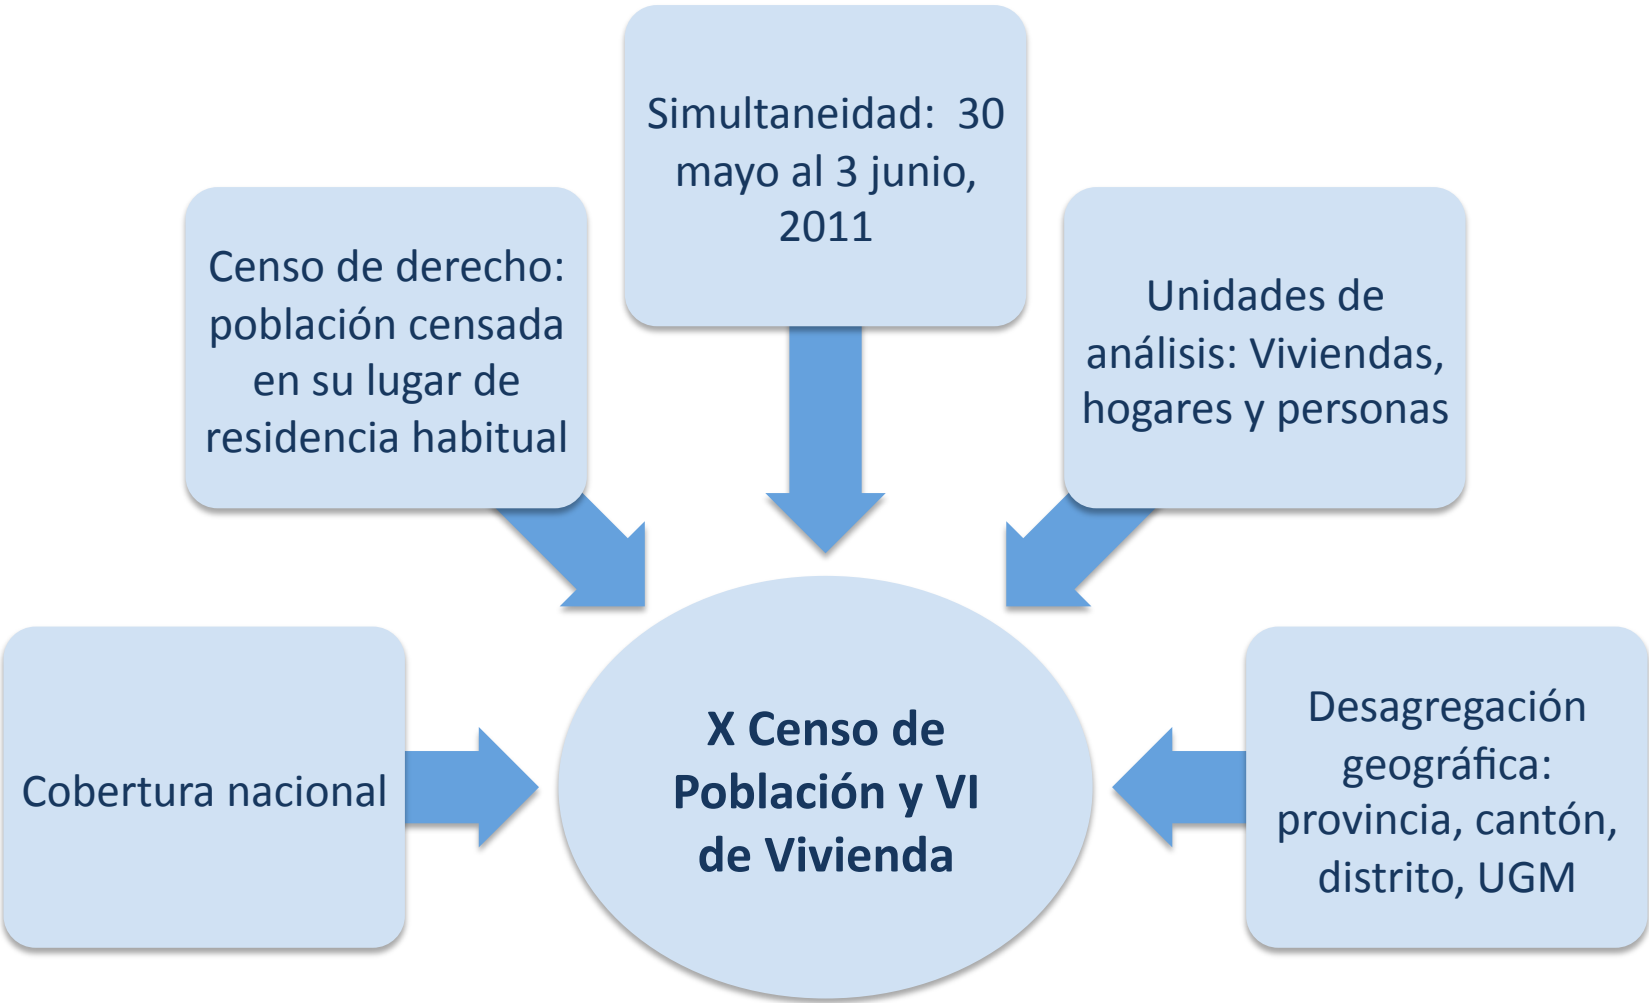 Simultaneidad:  30
mayo al 3 junio,
2011
Censo de derecho:
población censada
en su lugar de
residencia habitual
Unidades de
análisis: Viviendas,
hogares y personas
Cobertura nacional
X Censo de
Población y VI
de Vivienda
Desagregación
geográfica:
provincia, cantón,
distrito, UGM